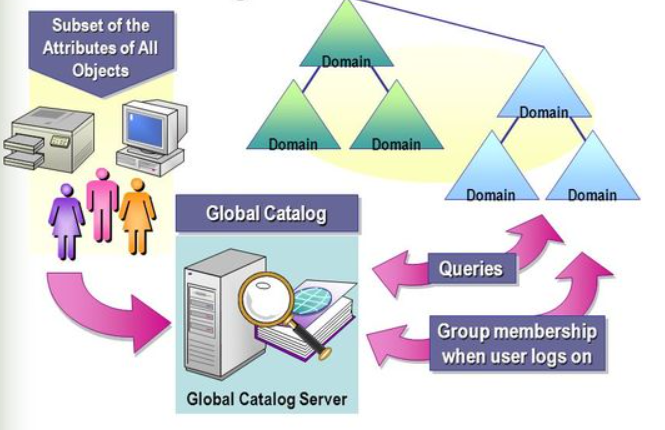 Subset of the
Attributes of All
Objects
Domain
Domain
Domain
Domain
Domain
Domain
Global Catalog
Queries
Group membership
when user logs on
Global Catalog Server